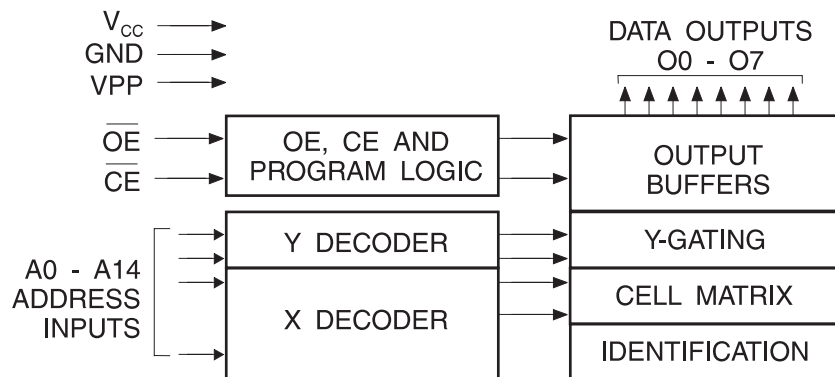 V_CC
GND
VPP
DATA OUTPUTS
O0 - O7
OE
CE
OE, CE AND
PROGRAM LOGIC
OUTPUT
BUFFERS
Y DECODER
Y-GATING
A0 - A14
ADDRESS
INPUTS
X DECODER
CELL MATRIX
IDENTIFICATION